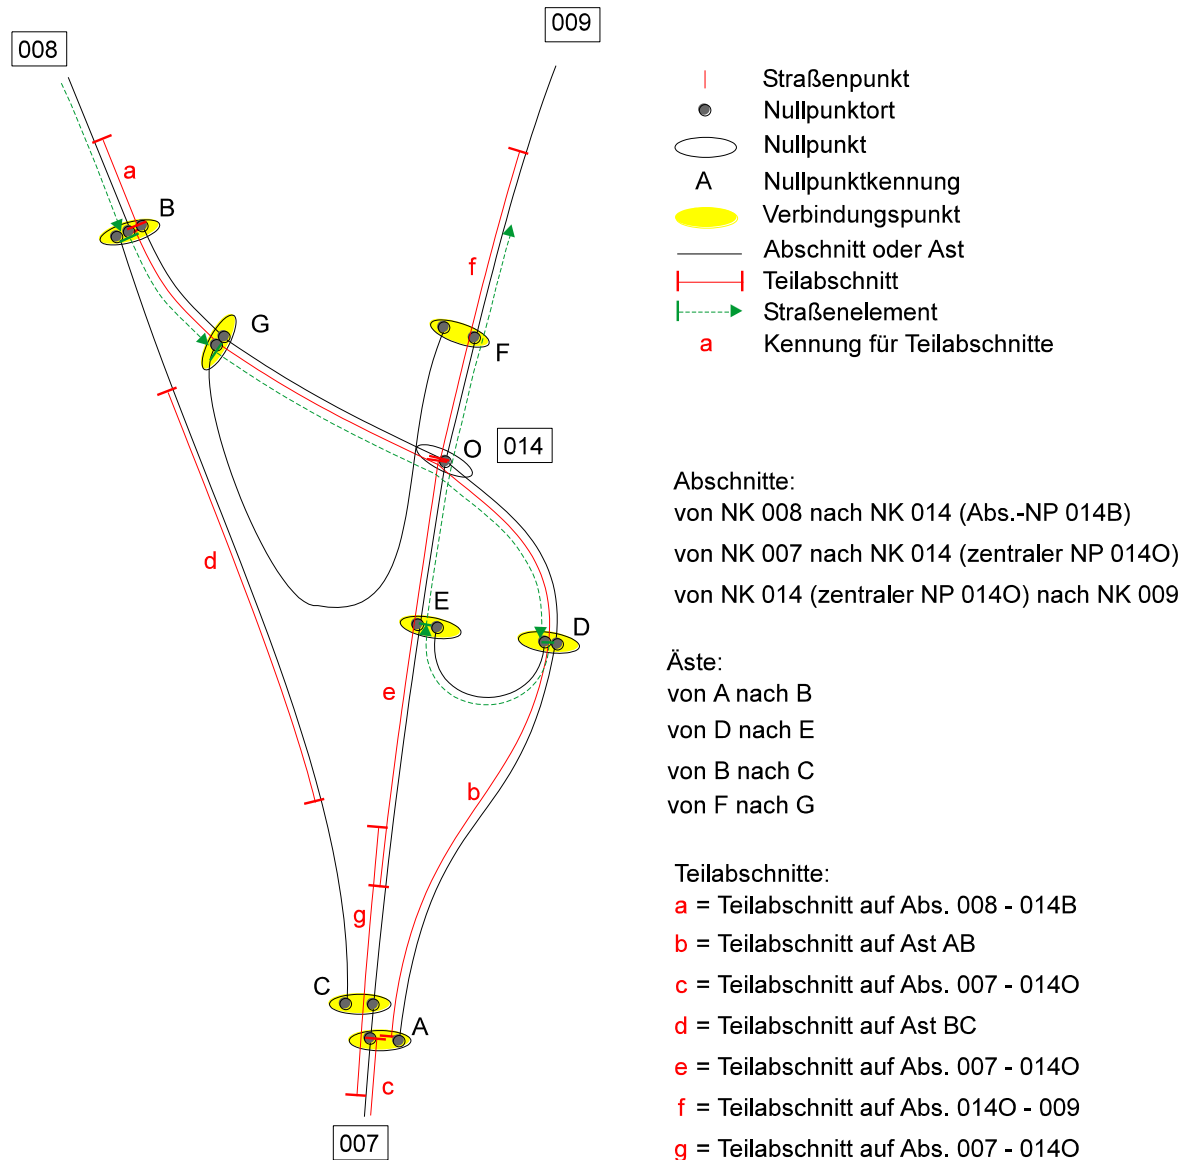 008
009
a
B
G
f
F
O
014
d
E
D
e
b
g
C
A
c
007
Straßenpunkt
Nullpunktort
Nullpunkt
A Nullpunktkennung
Verbindungspunkt
Abschnitt oder Ast
Teilabschnitt
Straßenelement
a Kennung für Teilabschnitte
Abschnitte:
von NK 008 nach NK 014 (Abs.-NP 014B)
von NK 007 nach NK 014 (zentraler NP 014O)
von NK 014 (zentraler NP 014O) nach NK 009
Äste:
von A nach B
von D nach E
von B nach C
von F nach G
Teilabschnitte:
a = Teilabschnitt auf Abs. 008 - 014B
b = Teilabschnitt auf Ast AB
c = Teilabschnitt auf Abs. 007 - 014O
d = Teilabschnitt auf Ast BC
e = Teilabschnitt auf Abs. 007 - 014O
f = Teilabschnitt auf Abs. 014O - 009
g = Teilabschnitt auf Abs. 007 - 014O